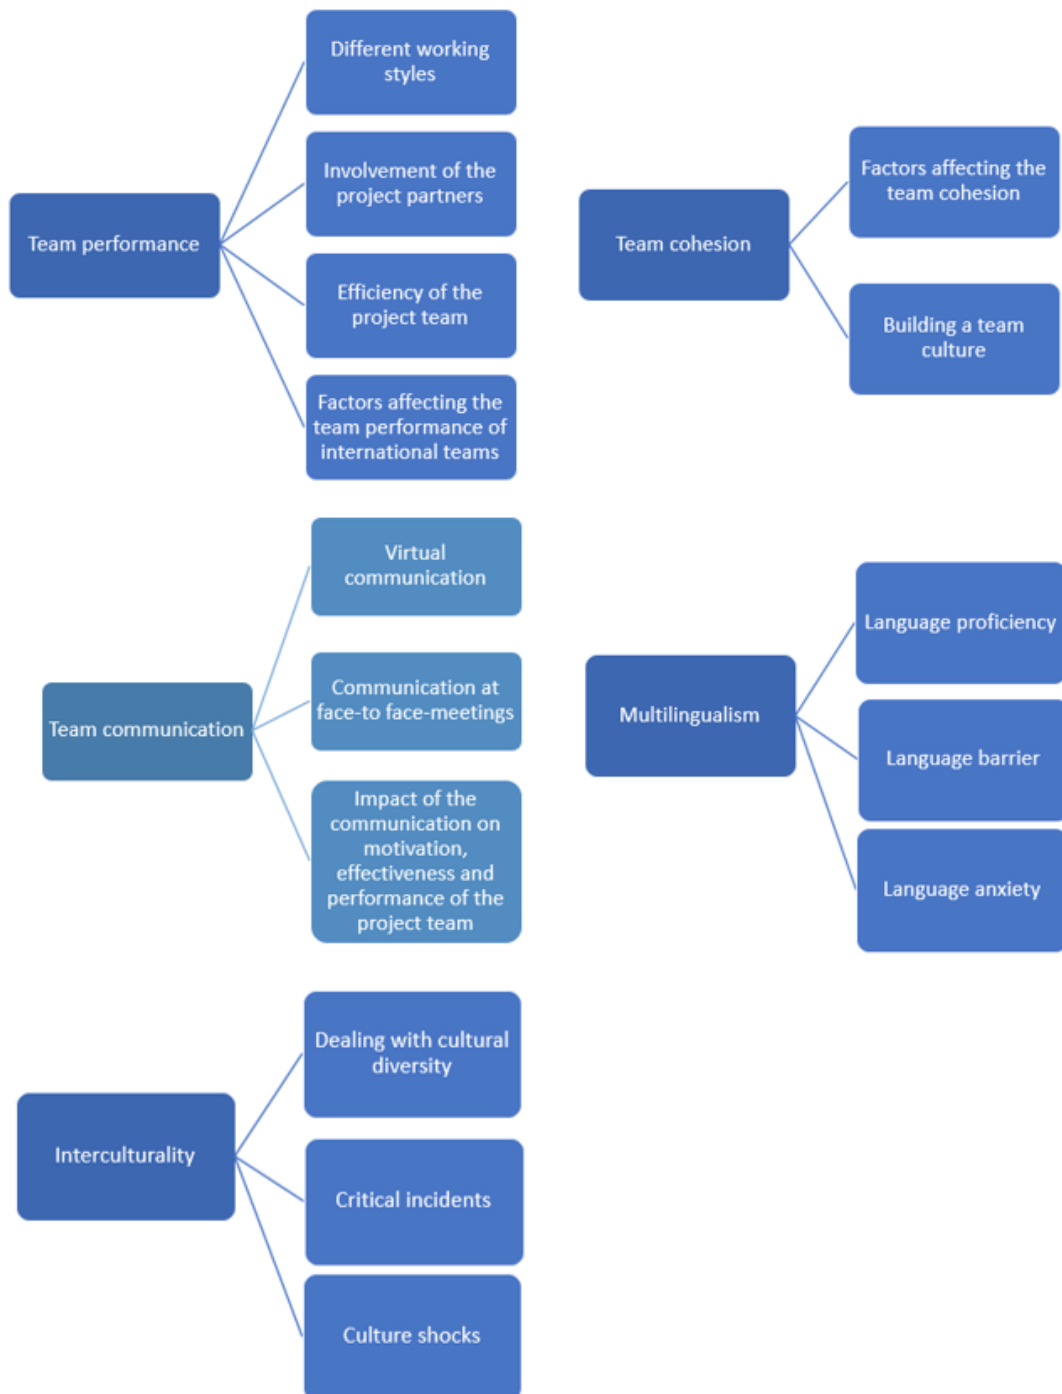 Team performance
Different working
styles
Involvement of the
project partners
Efficiency of the
project team
Factors affecting the
team performance of
international teams
Team cohesion
Factors affecting the
team cohesion
Building a team
culture
Team communication
Virtual
communication
Communication at
face-to face-meetings
Impact of the
communication on
motivation,
effectiveness and
performance of the
project team
Multilingualism
Language proficiency
Language barrier
Language anxiety
Interculturality
Dealing with cultural
diversity
Critical incidents
Culture shocks